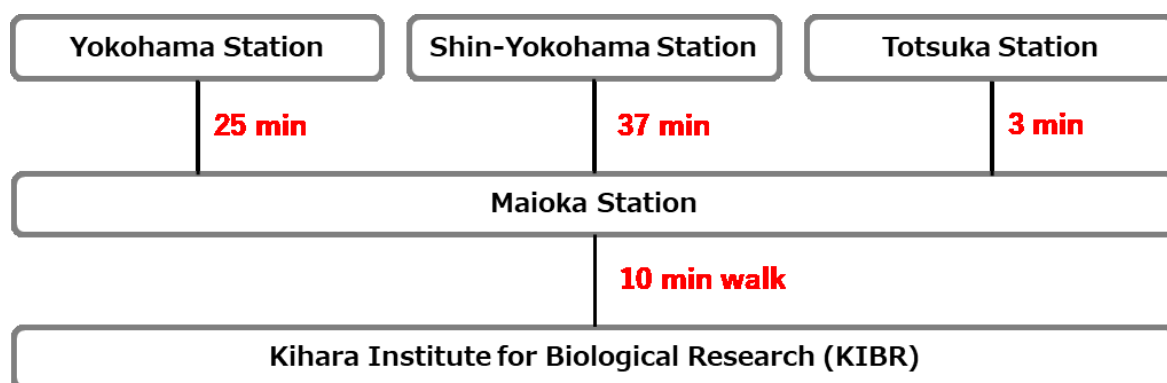 Yokohama Station
Shin-Yokohama Station
Totsuka Station
25 min
37 min
3 min
Maioka Station
10 min walk
Kihara Institute for Biological Research (KIBR)